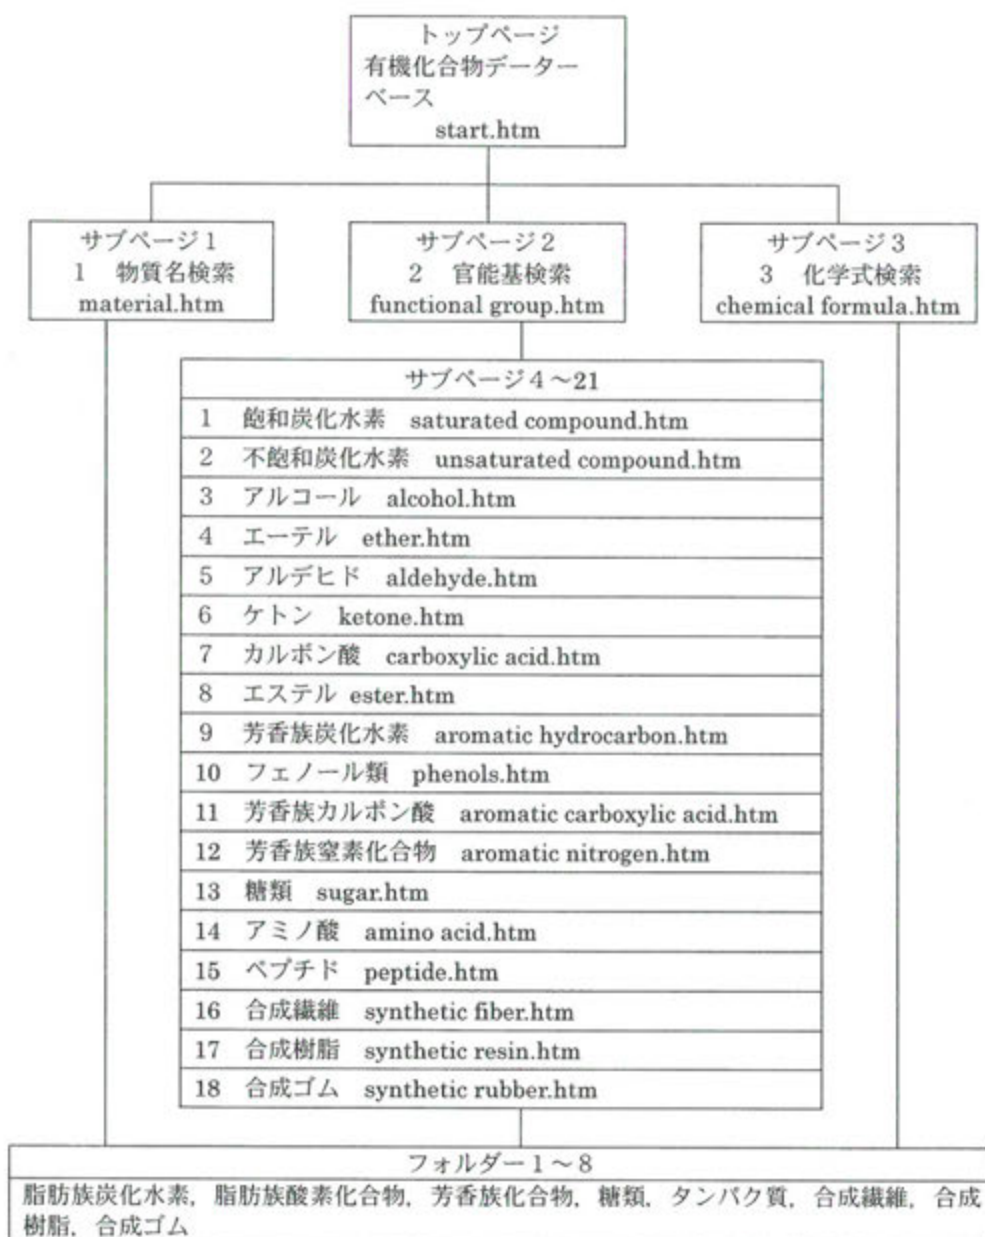 トップページ
有機化合物データー
ベース
start.htm
サブページ1
1 物質名検索
material.htm
サブページ2
2 官能基検索
functional group.htm
サブページ3
3 化学式検索
chemical formula.htm
サブページ4~21
1 飽和炭化水素 saturated compound.htm
2 不飽和炭化水素 unsaturated compound.htm
3 アルコール alcohol.htm
4 エーテル ether.htm
5 アルデヒド aldehyde.htm
6 ケトン ketone.htm
7 カルボン酸 carboxylic acid.htm
8 エステル ester.htm
9 芳香族炭化水素 aromatic hydrocarbon.htm
10 フェノール類 phenols.htm
11 芳香族カルボン酸 aromatic carboxylic acid.htm
12 芳香族窒素化合物 aromatic nitrogen.htm
13 糖類 sugar.htm
14 アミノ酸 amino acid.htm
15 ペプチド peptide.htm
16 合成繊維 synthetic fiber.htm
17 合成樹脂 synthetic resin.htm
18 合成ゴム synthetic rubber.htm
フォルダー1~8
脂肪族炭化水素,脂肪族酸素化合物,芳香族化合物,糖類,タンパク質,合成繊維,合成
樹脂,合成ゴム